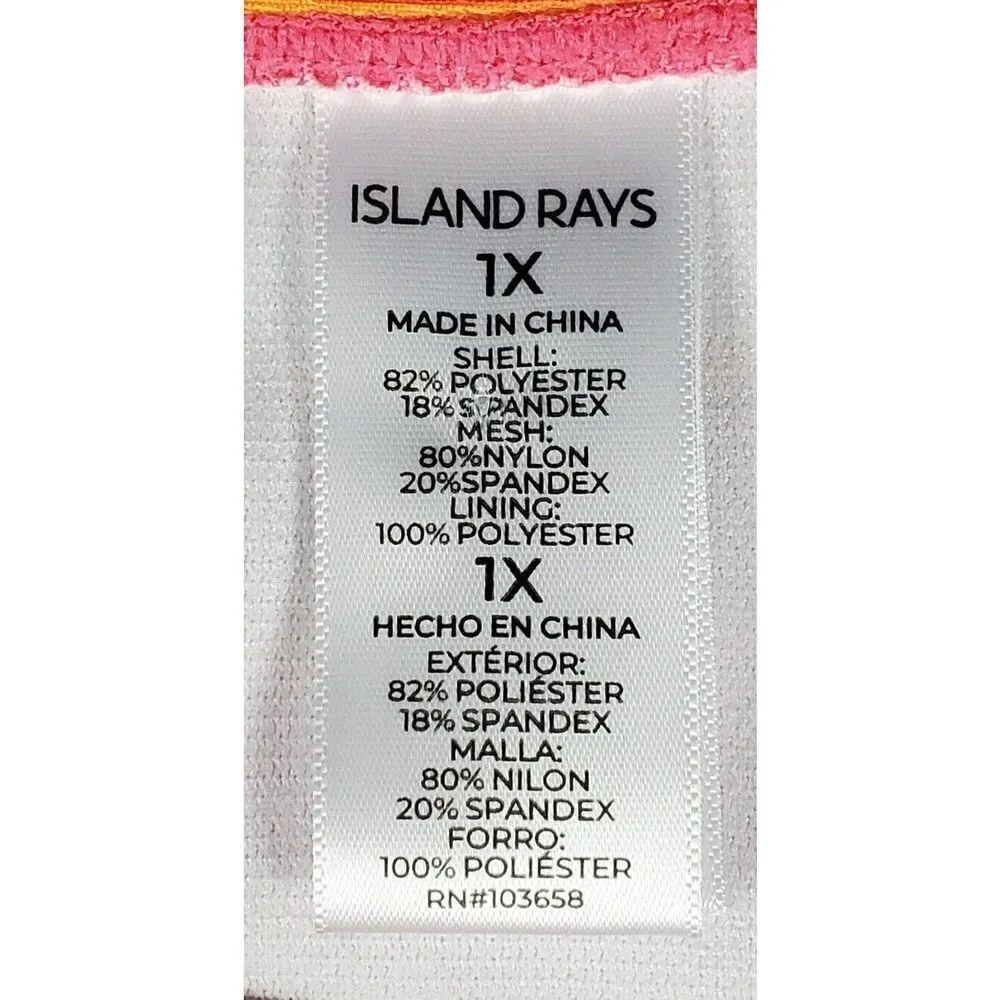 ISLAND RAYS
1X
MADE IN CHINA
SHELL:
82% POLYESTER
18% SPANDEX
MESH:
80%NYLON
20%SPANDEX
LINING:
100% POLYESTER
1X
HECHO EN CHINA
EXTÉRIOR:
82% POLIÉSTER
18% SPANDEX
MALLA:
80% NILON
20% SPANDEX
FORRO:
100% POLIÉSTER
RN#103658